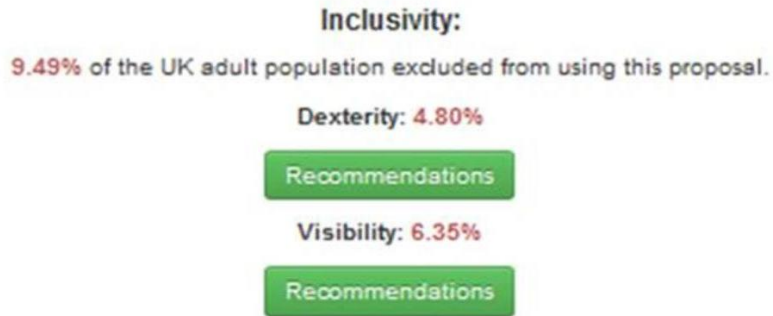 Inclusivity:
9.49% of the UK adult population excluded from using this proposal.
Dexterity: 4.80%
Recommendations
Visibility: 6.35%
Recommendations